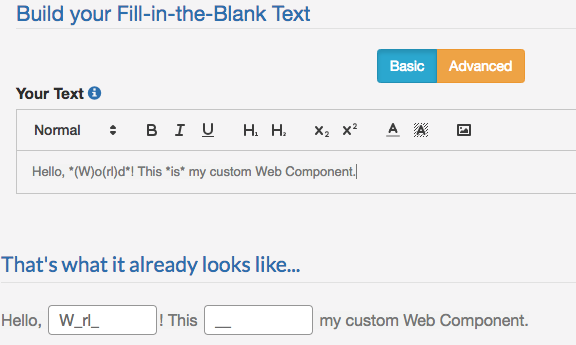 Build your Fill-in-the-Blank Text
Basic Advanced
Your Text
Normal B I U H₁ H₂ X₂ X² A A
Hello, *(W)o(rl)d*! This *is* my custom Web Component.
That's what it already looks like...
Hello, W_rl_ ! This __ my custom Web Component.